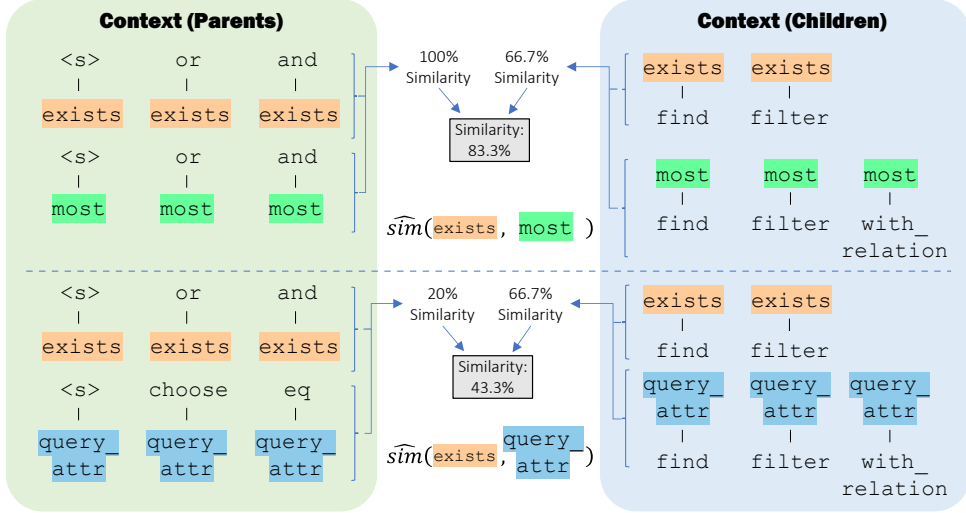 Context (Parents)
Context (Children)
<s> or and
exists exists exists
<s> or and
most most most
100% Similarity
66.7% Similarity
Similarity: 83.3%
sim(exists, most)
exists exists
find filter
most most most
find filter with_
relation
<s> or and
exists exists exists
<s> choose eq
query_ query_ query_
attr attr attr
20% Similarity
66.7% Similarity
Similarity: 43.3%
sim(exists, query_attr)
exists exists
find filter
query_ query_ query_
attr attr attr
find filter with_
relation